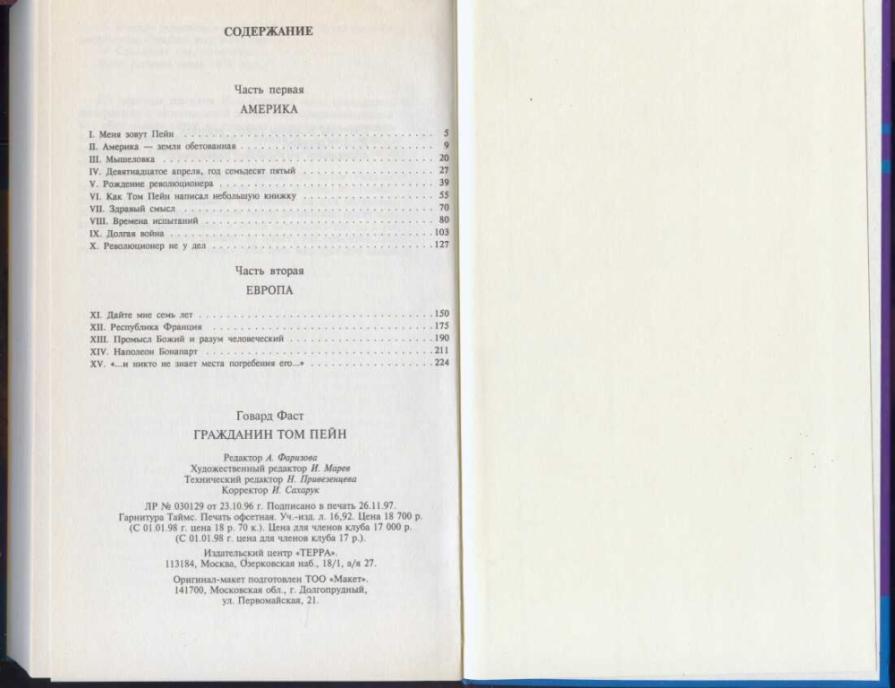 СОДЕРЖАНИЕ
Часть первая
АМЕРИКА
I. Меня зовут Пейн . . . . . . . . . . . . . . . . . . . . 5
II. Америка — земля обетованная . . . . . . . . . . . . . . . . . . . . 9
III. Мышеловка . . . . . . . . . . . . . . . . . . . . 20
IV. Девятнадцатое апреля, год семьдесят пятый . . . . . . . . . . . . . . . . . . . . 27
V. Рождение революционера . . . . . . . . . . . . . . . . . . . . 39
VI. Как Том Пейн написал небольшую книжку . . . . . . . . . . . . . . . . . . . . 55
VII. Здравый смысл . . . . . . . . . . . . . . . . . . . . 70
VIII. Времена испытаний . . . . . . . . . . . . . . . . . . . . 80
IX. Долгая война . . . . . . . . . . . . . . . . . . . . 103
X. Революционер не у дел . . . . . . . . . . . . . . . . . . . . 127
Часть вторая
ЕВРОПА
XI. Дайте мне семь лет . . . . . . . . . . . . . . . . . . . . 150
XII. Республика Франция . . . . . . . . . . . . . . . . . . . . 175
XIII. Промысл Божий и разум человеческий . . . . . . . . . . . . . . . . . . . . 190
XIV. Наполеон Бонапарт . . . . . . . . . . . . . . . . . . . . 211
XV. «...и никто не знает места погребения его...» . . . . . . . . . . . . . . . . . . . . 224
Говард Фаст
ГРАЖДАНИН ТОМ ПЕЙН
Редактор А. Фаризова
Художественный редактор И. Марев
Технический редактор Н. Привезенцева
Корректор И. Сахарук
ЛР № 030129 от 23.10.96 г. Подписано в печать 26.11.97.
Гарнитура Таймс. Печать офсетная. Уч.-изд. л. 16,92. Цена 18 700 р.
(С 01.01.98 г. цена 18 р. 70 к.). Цена для членов клуба 17 000 р.
(С 01.01.98 г. цена для членов клуба 17 р.).
Издательский центр «ТЕРРА».
113184, Москва, Озерковская наб., 18/1, а/я 27.
Оригинал-макет подготовлен ТОО «Макет».
141700, Московская обл., г. Долгопрудный,
ул. Первомайская, 21.